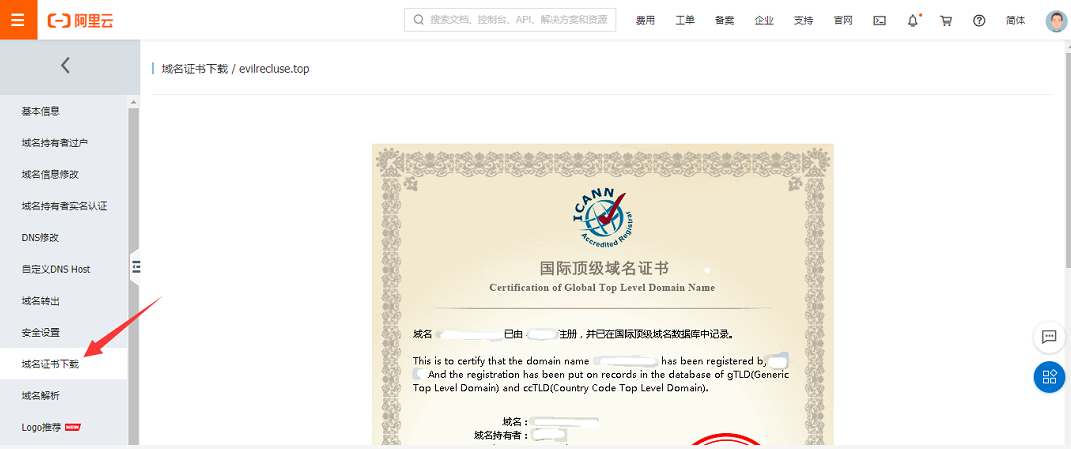 阿里云
搜索文档、控制台、API、解决方案和资源
费用 工单 备案 企业 支持 官网 简体
域名证书下载 / evilrecluse.top
基本信息
域名持有者过户
域名信息修改
域名持有者实名认证
DNS修改
自定义DNS Host
域名转出
安全设置
域名证书下载
域名解析
Logo推荐 NEW
ICANN
Accredited Registrar
国际顶级域名证书
Certification of Global Top Level Domain Name
域名 已由 注册，并已在国际顶级域名数据库中记录。
This is to certify that the domain name has been registered by
And the registration has been put on records in the database of gTLD(Generic
Top Level Domain) and ccTLD(Country Code Top Level Domain).
域名：
域名持有者：